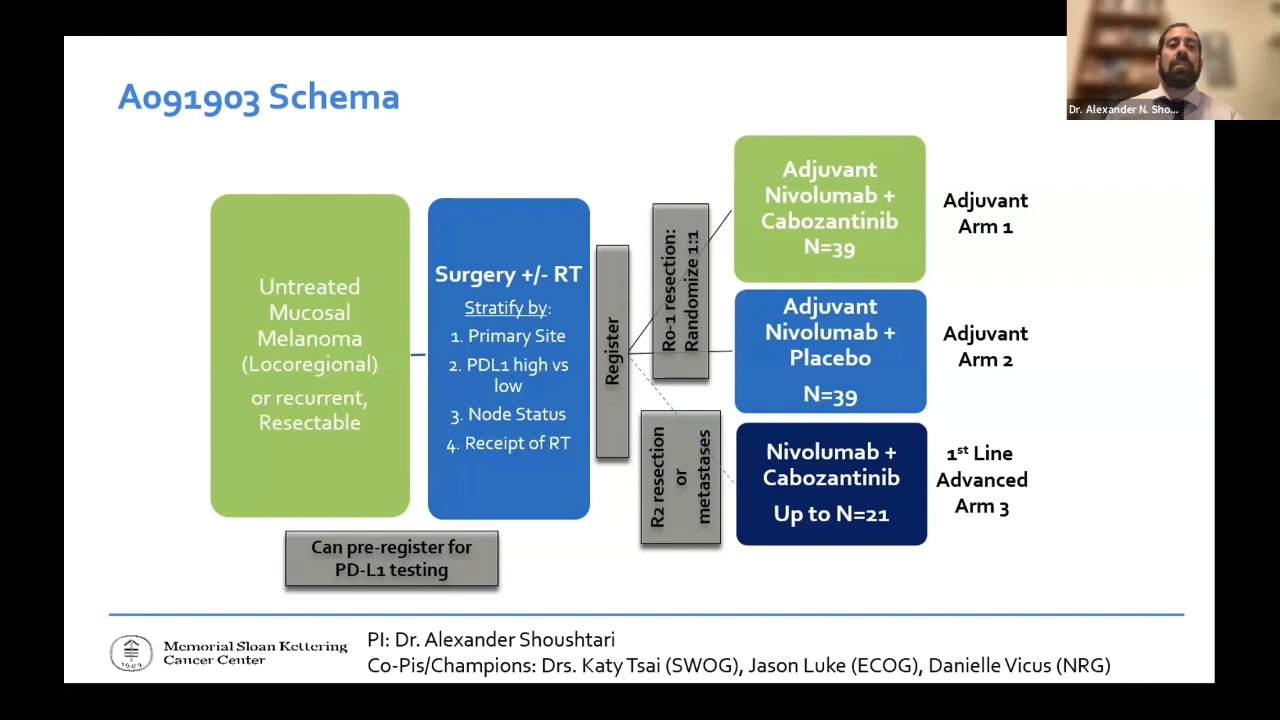 Dr. Alexander N. Sho...
A091903 Schema
Untreated
Mucosal
Melanoma
(Locoregional)
or recurrent,
Resectable
Can pre-register for
PD-L1 testing
Surgery +/- RT
Stratify by:
1. Primary Site
2. PDL1 high vs
low
3. Node Status
4. Receipt of RT
Register
R0-1 resection:
Randomize 1:1
R2 resection
or
metastases
Adjuvant
Nivolumab +
Cabozantinib
N=39
Adjuvant
Arm 1
Adjuvant
Nivolumab +
Placebo
N=39
Adjuvant
Arm 2
Nivolumab +
Cabozantinib
Up to N=21
1st Line
Advanced
Arm 3
Memorial Sloan Kettering
Cancer Center
PI: Dr. Alexander Shoushtari
Co-Pis/Champions: Drs. Katy Tsai (SWOG), Jason Luke (ECOG), Danielle Vicus (NRG)